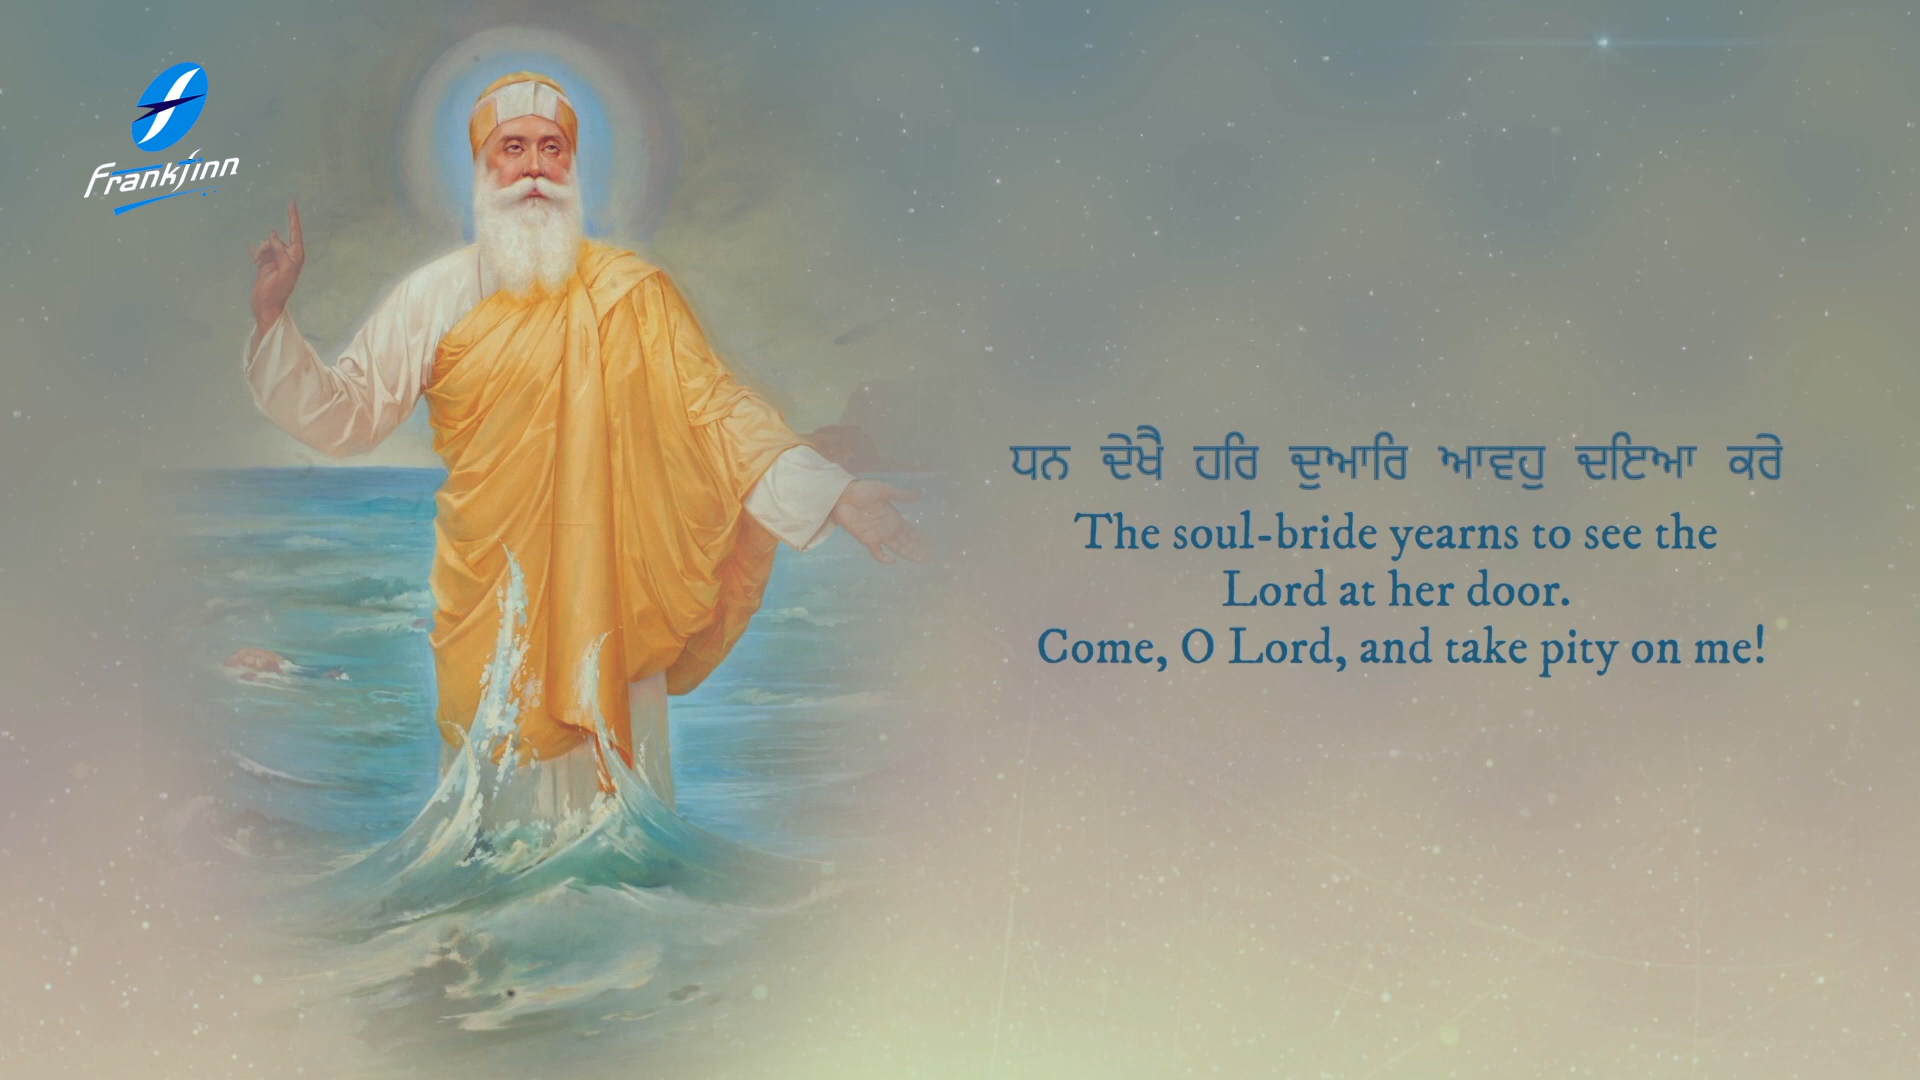 Frankfinn
ਧਨ ਦੇਖੈ ਹਰਿ ਦੁਆਰਿ ਆਵਹੁ ਦਇਆ ਕਰੇ
The soul-bride yearns to see the
Lord at her door.
Come, O Lord, and take pity on me!